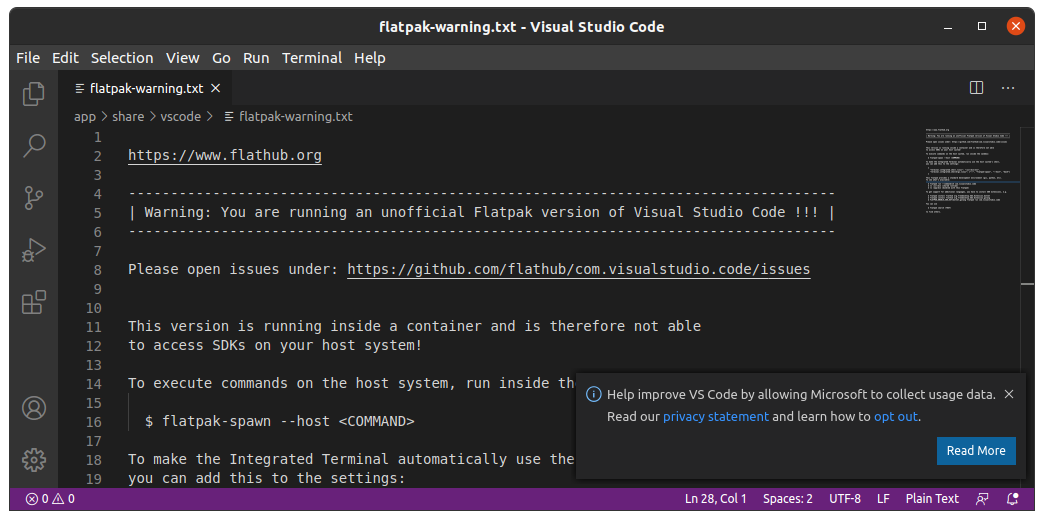 flatpak-warning.txt - Visual Studio Code
File Edit Selection View Go Run Terminal Help
flatpak-warning.txt
app > share > vscode > flatpak-warning.txt
1
2 https://www.flathub.org
3
4 -------------------------------------------------------------------------------------
5 | Warning: You are running an unofficial Flatpak version of Visual Studio Code !!! |
6 -------------------------------------------------------------------------------------
7
8 Please open issues under: https://github.com/flathub/com.visualstudio.code/issues
9
10
11 This version is running inside a container and is therefore not able
12 to access SDKs on your host system!
13
14 To execute commands on the host system, run inside
15
16 $ flatpak-spawn --host <COMMAND>
17
18 To make the Integrated Terminal automatically use the
19 you can add this to the settings:
Help improve VS Code by allowing Microsoft to collect usage data.
Read our privacy statement and learn how to opt out.
Read More
0 0 Ln 28, Col 1 Spaces: 2 UTF-8 LF Plain Text